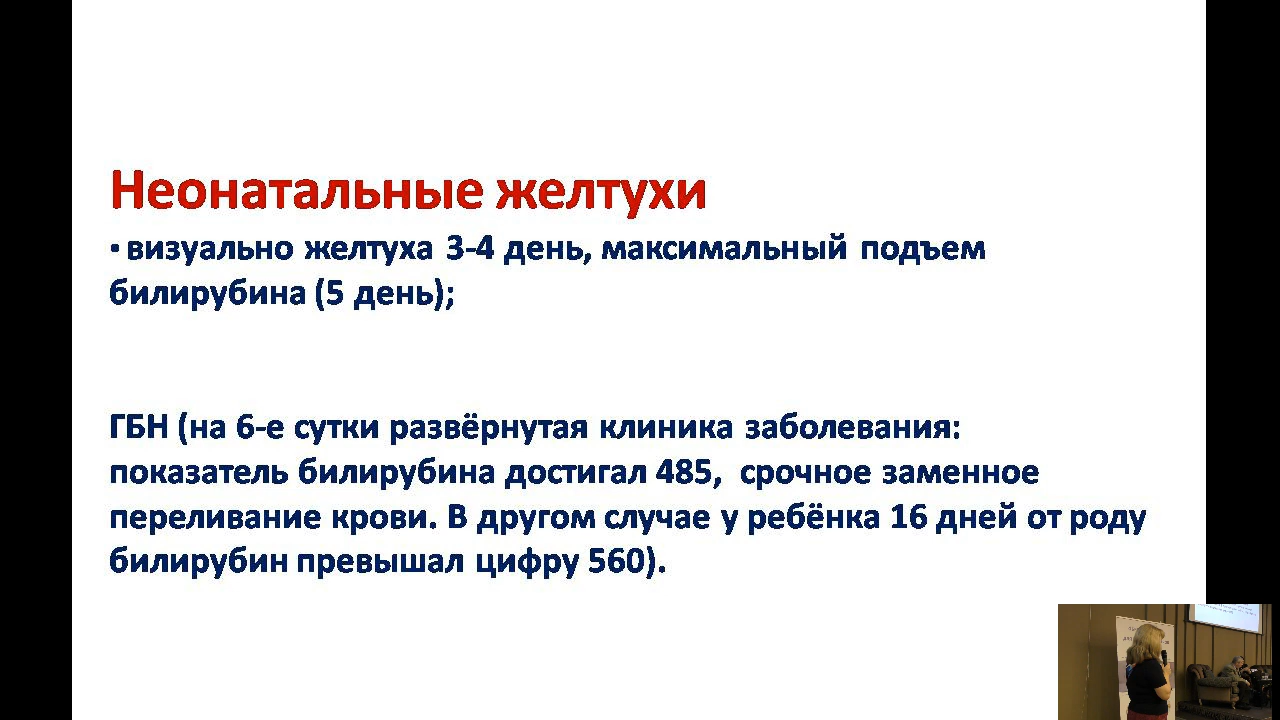 Неонатальные желтухи
• визуально желтуха 3-4 день, максимальный подъем
билирубина (5 день);
ГБН (на 6-е сутки развёрнутая клиника заболевания:
показатель билирубина достигал 485, срочное заменное
переливание крови. В другом случае у ребёнка 16 дней от роду
билирубин превышал цифру 560).